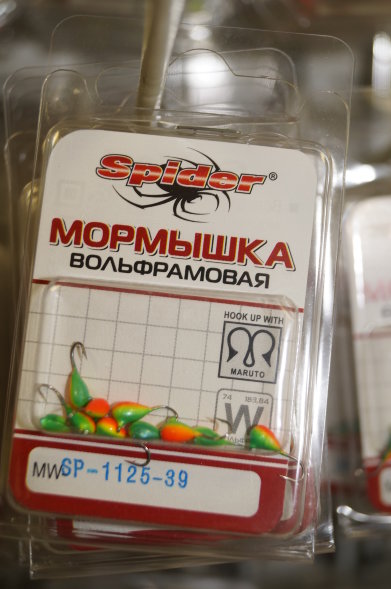 Spider®
МОРМЫШКА
ВОЛЬФРАМОВАЯ
HOOK UP WITH
MARUTO
74 183,84
W
MW SP-1125-39